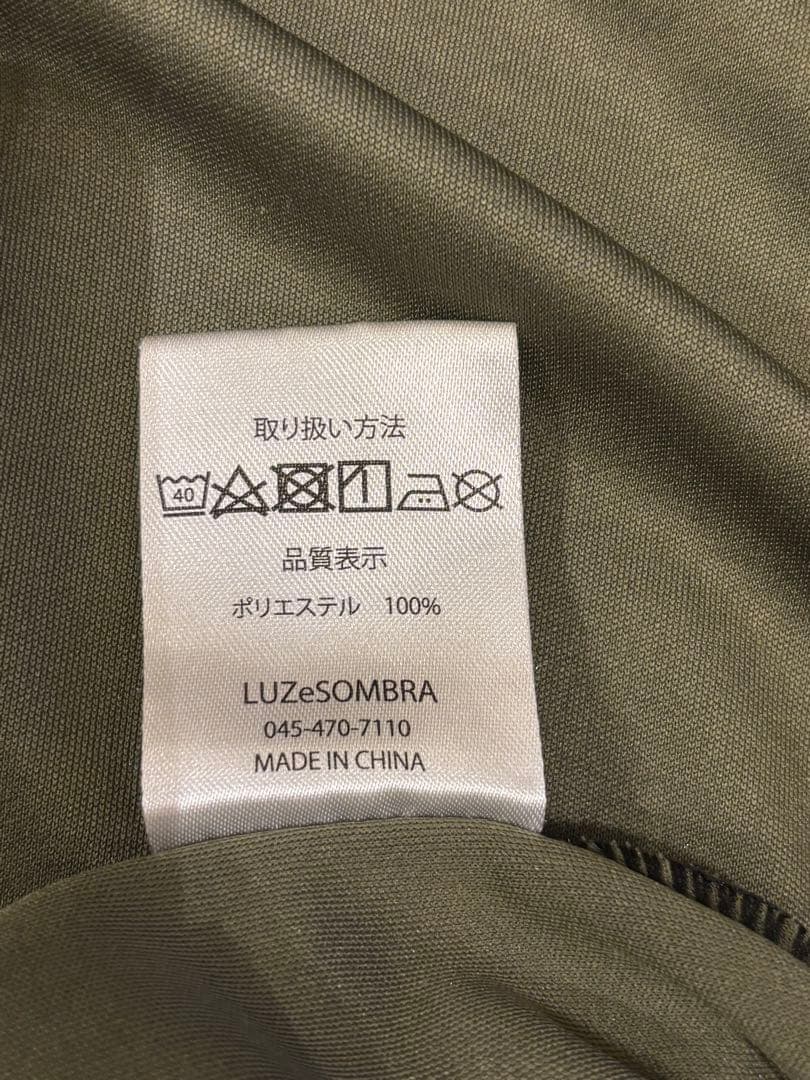 取り扱い方法
40
品質表示
ポリエステル 100%
LUZeSOMBRA
045-470-7110
MADE IN CHINA